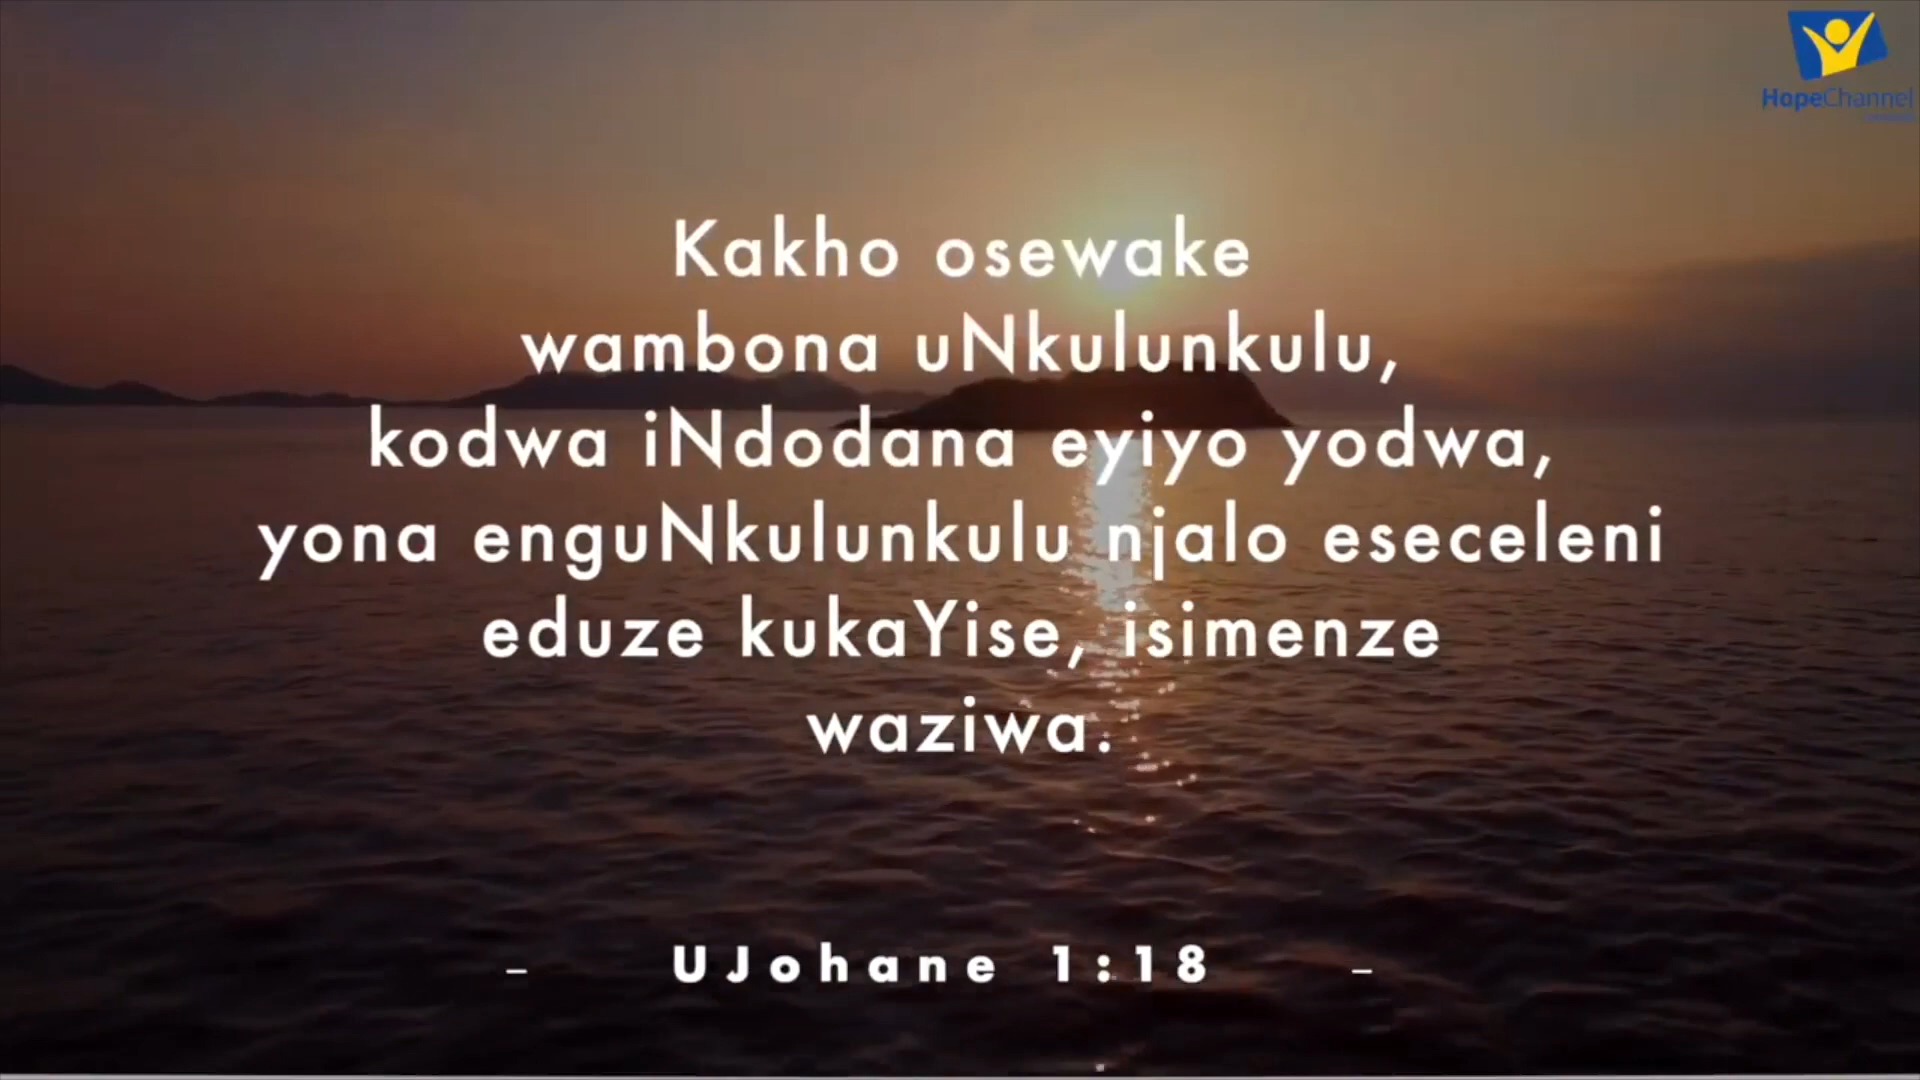 HopeChannel
Kakho osewake
wambona uNkulunkulu,
kodwa iNdodana eyiyo yodwa,
yona enguNkulunkulu njalo eseceleni
eduze kukaYise, isimenze
waziwa.
– UJohane 1:18 –